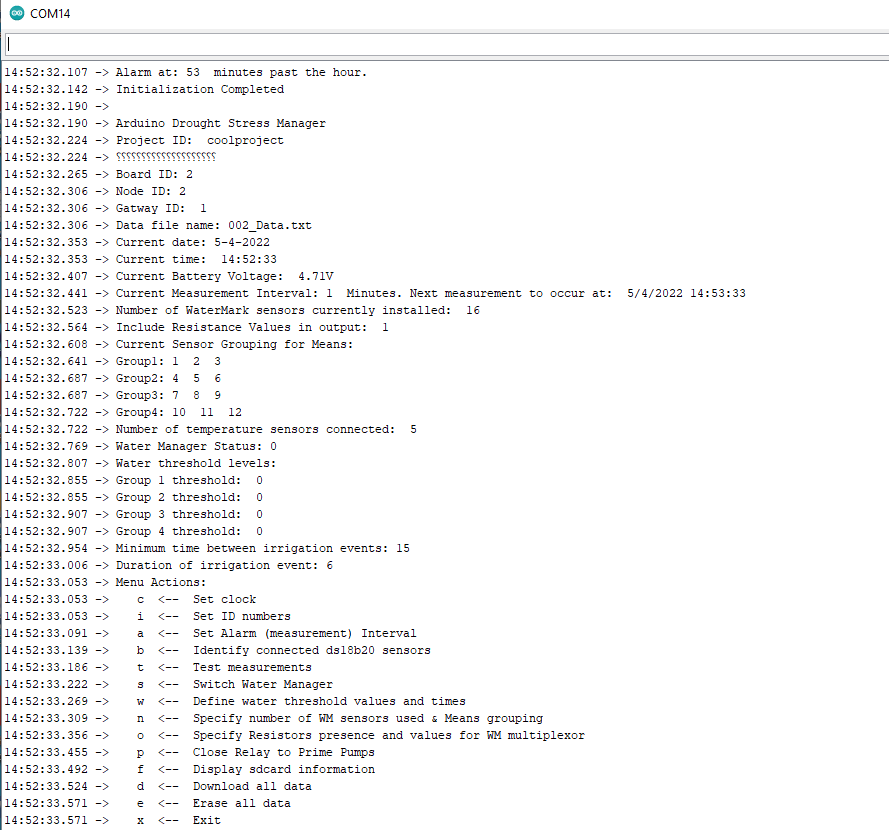 COM14
14:52:32.107 -> Alarm at: 53  minutes past the hour.
14:52:32.142 -> Initialization Completed
14:52:32.190 ->
14:52:32.190 -> Arduino Drought Stress Manager
14:52:32.224 -> Project ID:  coolproject
14:52:32.224 -> ⸮⸮⸮⸮⸮⸮⸮⸮⸮⸮⸮⸮⸮⸮⸮⸮⸮⸮⸮⸮
14:52:32.265 -> Board ID: 2
14:52:32.306 -> Node ID: 2
14:52:32.306 -> Gatway ID:  1
14:52:32.306 -> Data file name: 002_Data.txt
14:52:32.353 -> Current date: 5-4-2022
14:52:32.353 -> Current time:  14:52:33
14:52:32.407 -> Current Battery Voltage:  4.71V
14:52:32.441 -> Current Measurement Interval: 1  Minutes. Next measurement to occur at:  5/4/2022 14:53:33
14:52:32.523 -> Number of WaterMark sensors currently installed:  16
14:52:32.564 -> Include Resistance Values in output:  1
14:52:32.608 -> Current Sensor Grouping for Means:
14:52:32.641 -> Group1: 1  2  3
14:52:32.687 -> Group2: 4  5  6
14:52:32.687 -> Group3: 7  8  9
14:52:32.722 -> Group4: 10  11  12
14:52:32.722 -> Number of temperature sensors connected:  5
14:52:32.769 -> Water Manager Status: 0
14:52:32.807 -> Water threshold levels:
14:52:32.855 -> Group 1 threshold:  0
14:52:32.855 -> Group 2 threshold:  0
14:52:32.907 -> Group 3 threshold:  0
14:52:32.907 -> Group 4 threshold:  0
14:52:32.954 -> Minimum time between irrigation events: 15
14:52:33.006 -> Duration of irrigation event: 6
14:52:33.053 -> Menu Actions:
14:52:33.053 ->    c  <--  Set clock
14:52:33.053 ->    i  <--  Set ID numbers
14:52:33.091 ->    a  <--  Set Alarm (measurement) Interval
14:52:33.139 ->    b  <--  Identify connected ds18b20 sensors
14:52:33.186 ->    t  <--  Test measurements
14:52:33.222 ->    s  <--  Switch Water Manager
14:52:33.269 ->    w  <--  Define water threshold values and times
14:52:33.309 ->    n  <--  Specify number of WM sensors used & Means grouping
14:52:33.356 ->    o  <--  Specify Resistors presence and values for WM multiplexor
14:52:33.455 ->    p  <--  Close Relay to Prime Pumps
14:52:33.492 ->    f  <--  Display sdcard information
14:52:33.524 ->    d  <--  Download all data
14:52:33.571 ->    e  <--  Erase all data
14:52:33.571 ->    x  <--  Exit